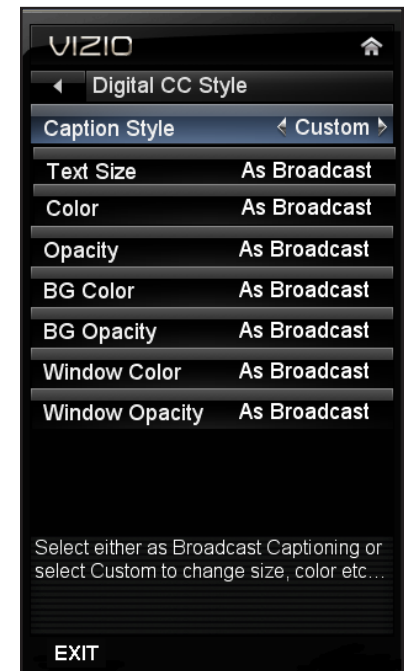 VIZIO
Digital CC Style
Caption Style Custom
Text Size As Broadcast
Color As Broadcast
Opacity As Broadcast
BG Color As Broadcast
BG Opacity As Broadcast
Window Color As Broadcast
Window Opacity As Broadcast
Select either as Broadcast Captioning or
select Custom to change size, color etc...
EXIT